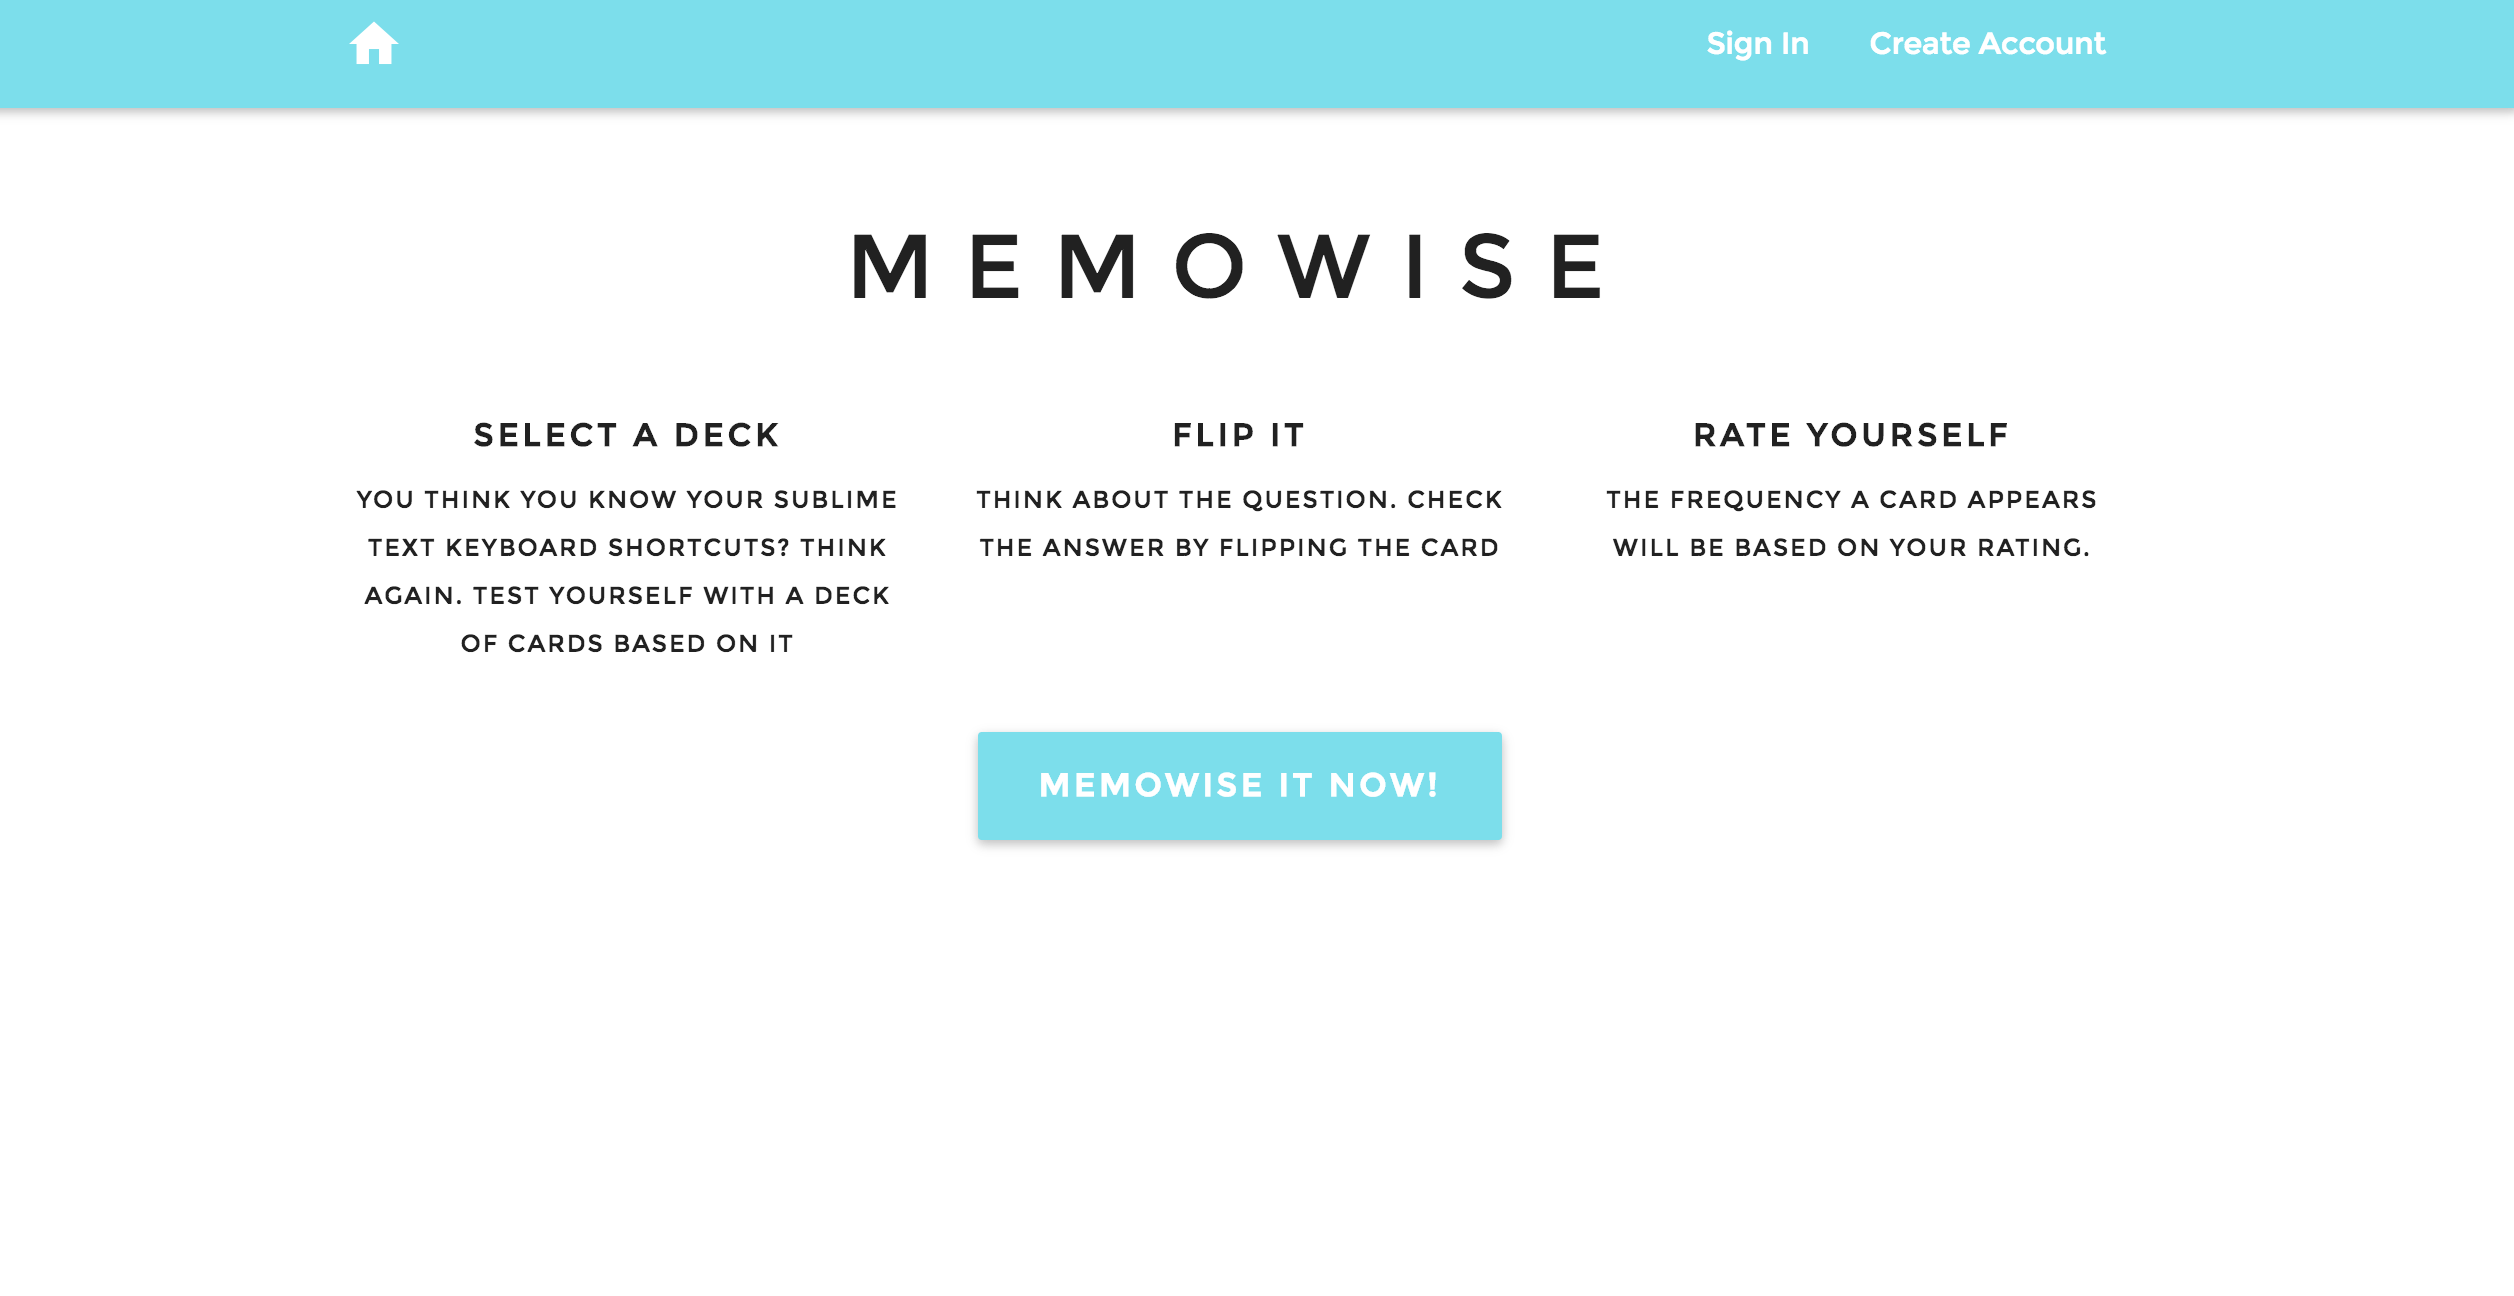 Sign In
Create Account
MEMOWISE
SELECT A DECK
YOU THINK YOU KNOW YOUR SUBLIME
TEXT KEYBOARD SHORTCUTS? THINK
AGAIN. TEST YOURSELF WITH A DECK
OF CARDS BASED ON IT
FLIP IT
THINK ABOUT THE QUESTION. CHECK
THE ANSWER BY FLIPPING THE CARD
RATE YOURSELF
THE FREQUENCY A CARD APPEARS
WILL BE BASED ON YOUR RATING.
MEMOWISE IT NOW!